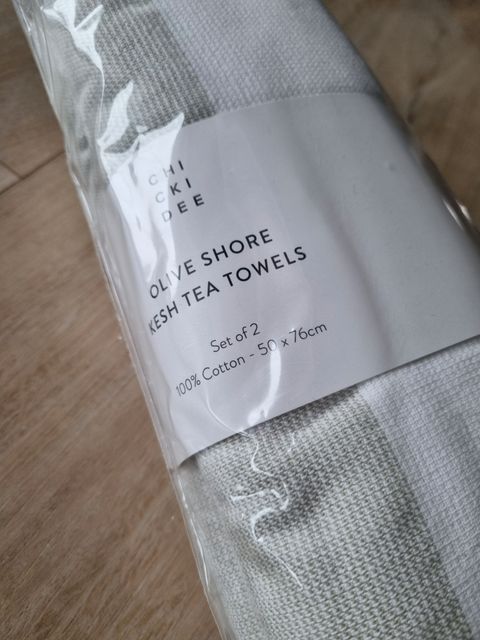 CHI
CKI
DEE
OLIVE SHORE
KESH TEA TOWELS
Set of 2
100% Cotton - 50 x 76cm